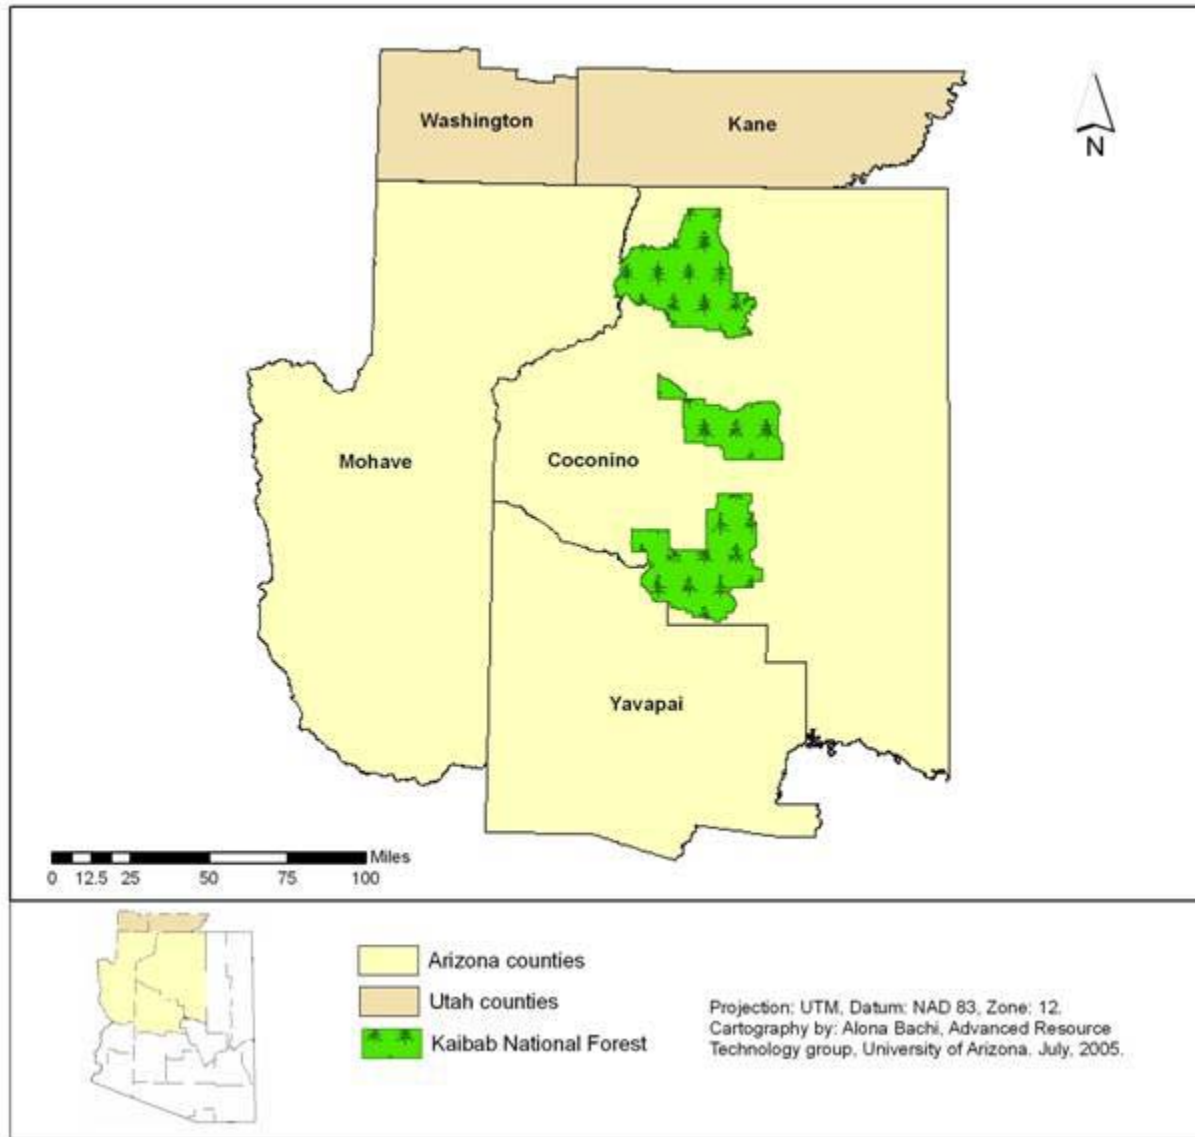 Washington
Kane
N
Mohave
Coconino
Yavapai
Miles
0 12.5 25 50 75 100
Arizona counties
Utah counties
Kaibab National Forest
Projection: UTM, Datum: NAD 83, Zone: 12.
Cartography by: Alona Bachi, Advanced Resource
Technology group, University of Arizona. July, 2005.